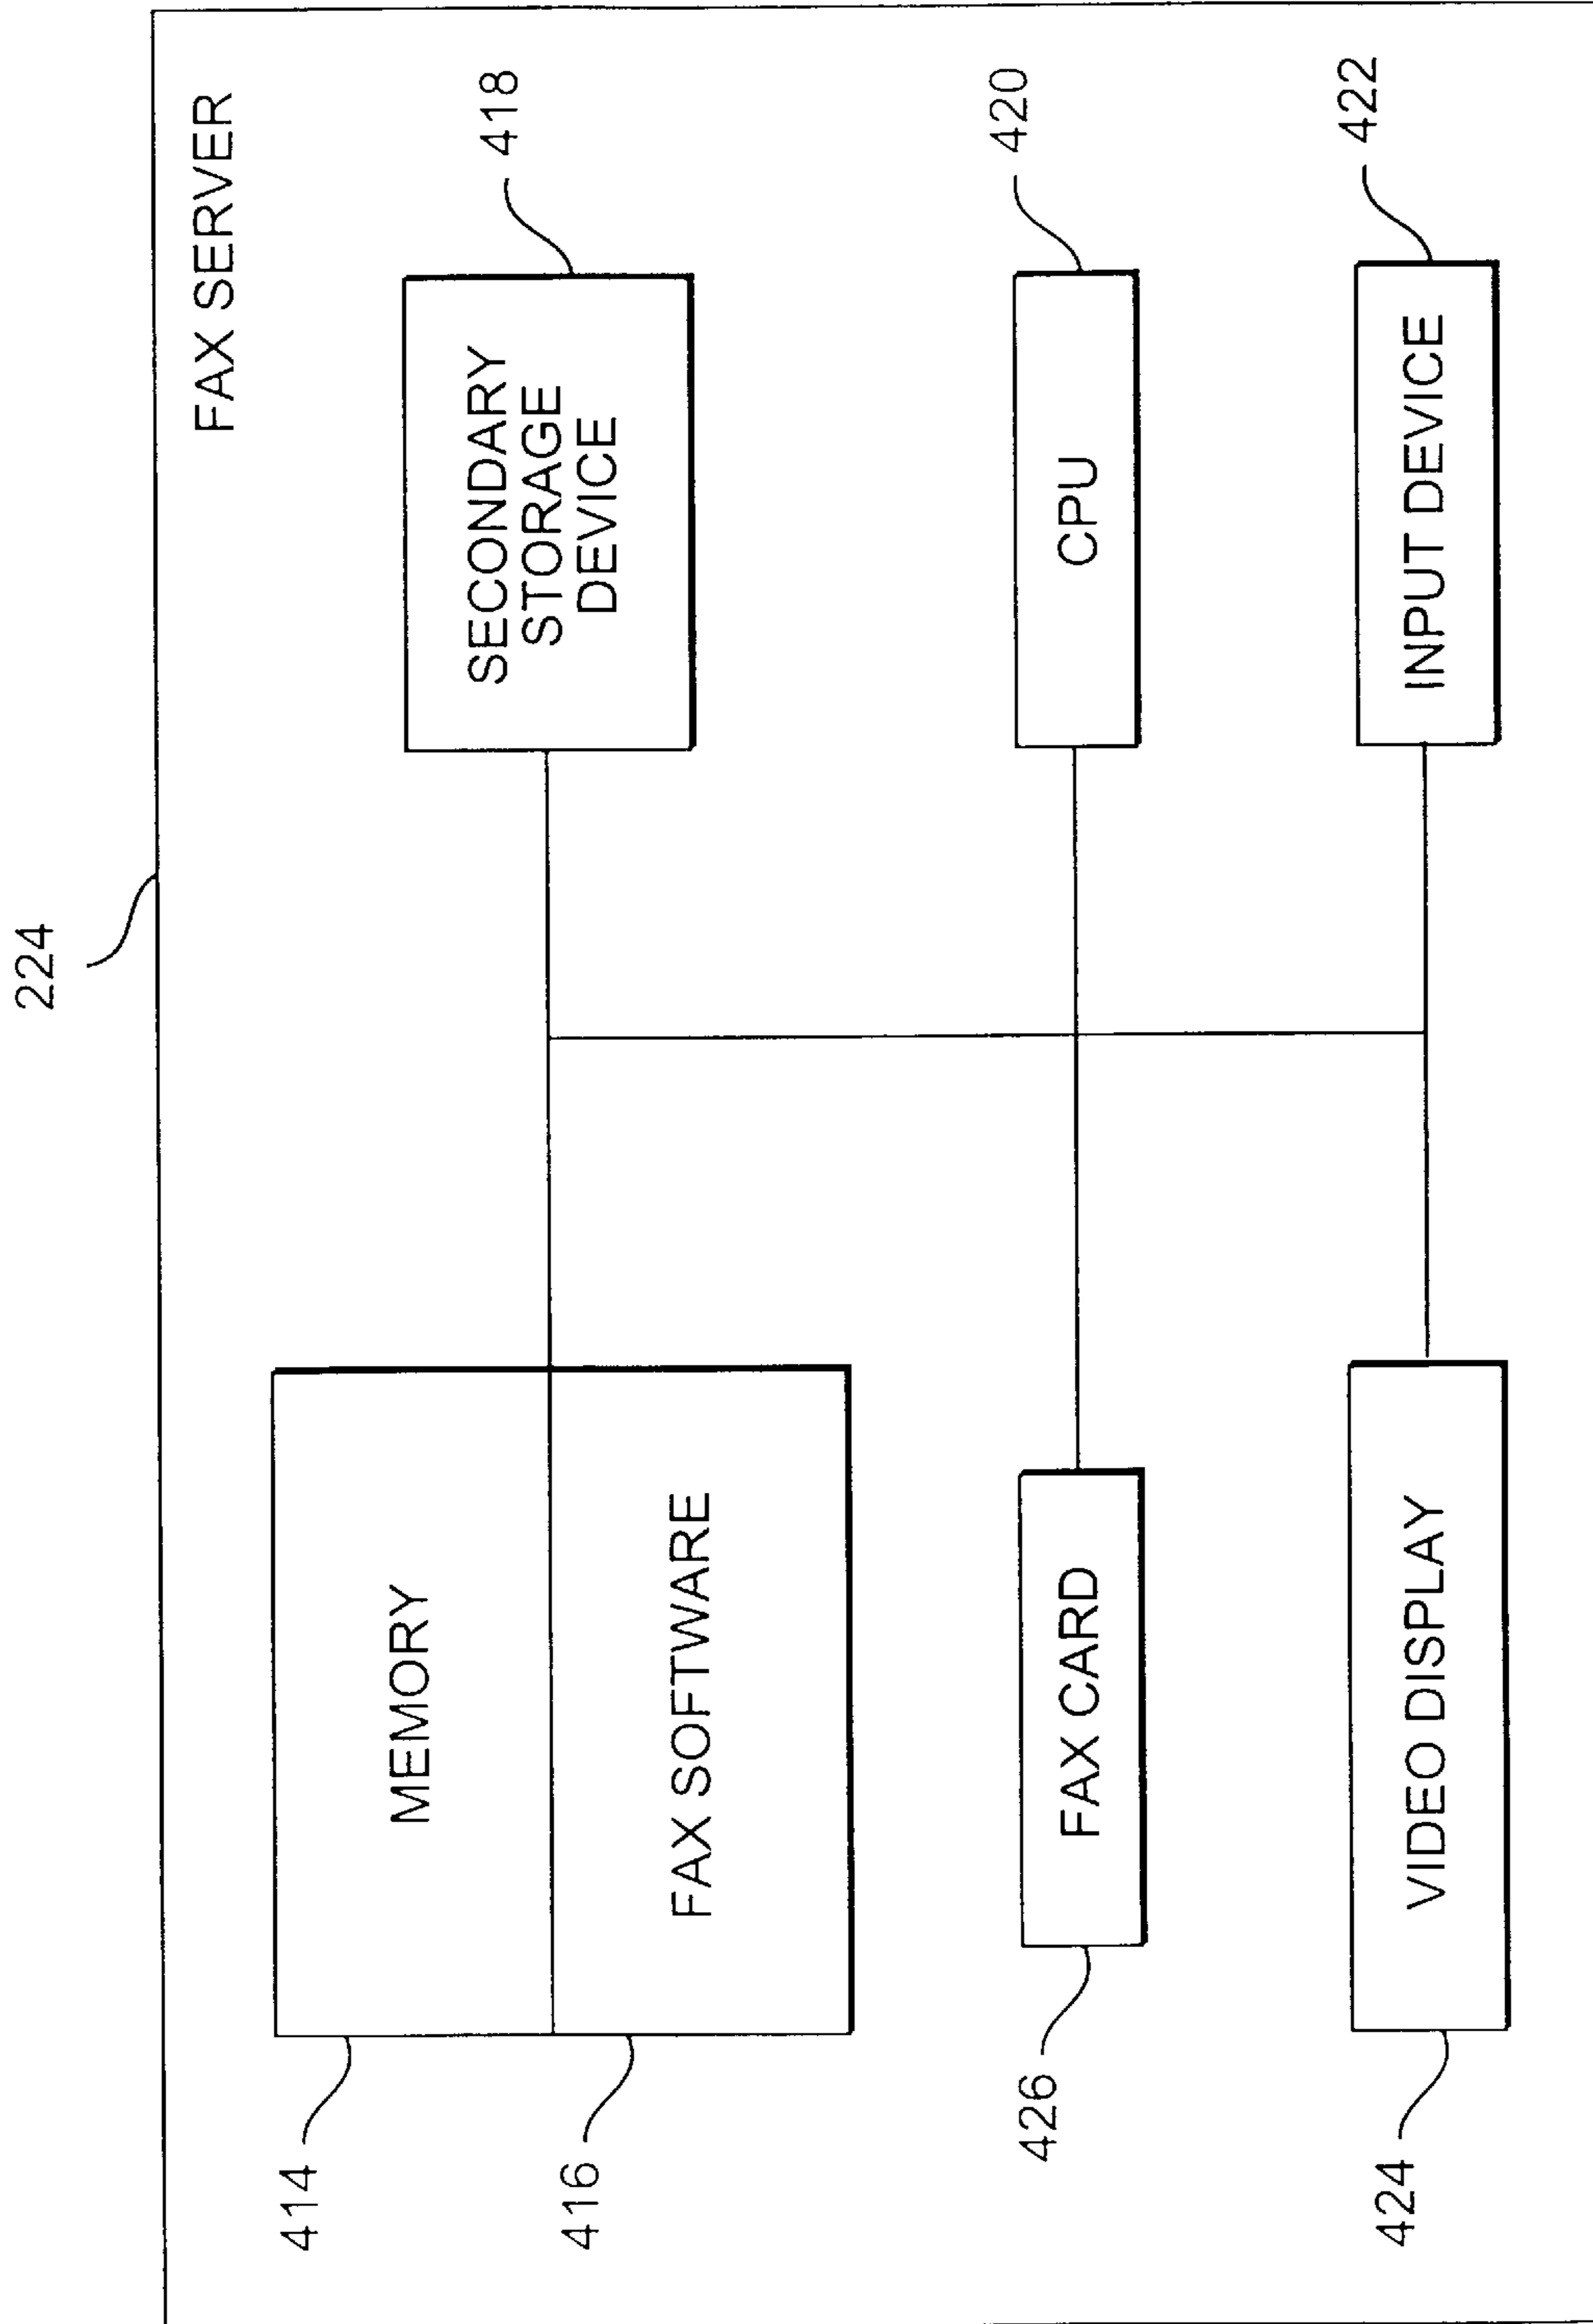 224
FAX SERVER
414
MEMORY
416
FAX SOFTWARE
SECONDARY
STORAGE
DEVICE
418
426
FAX CARD
CPU
420
424
VIDEO DISPLAY
INPUT DEVICE
422